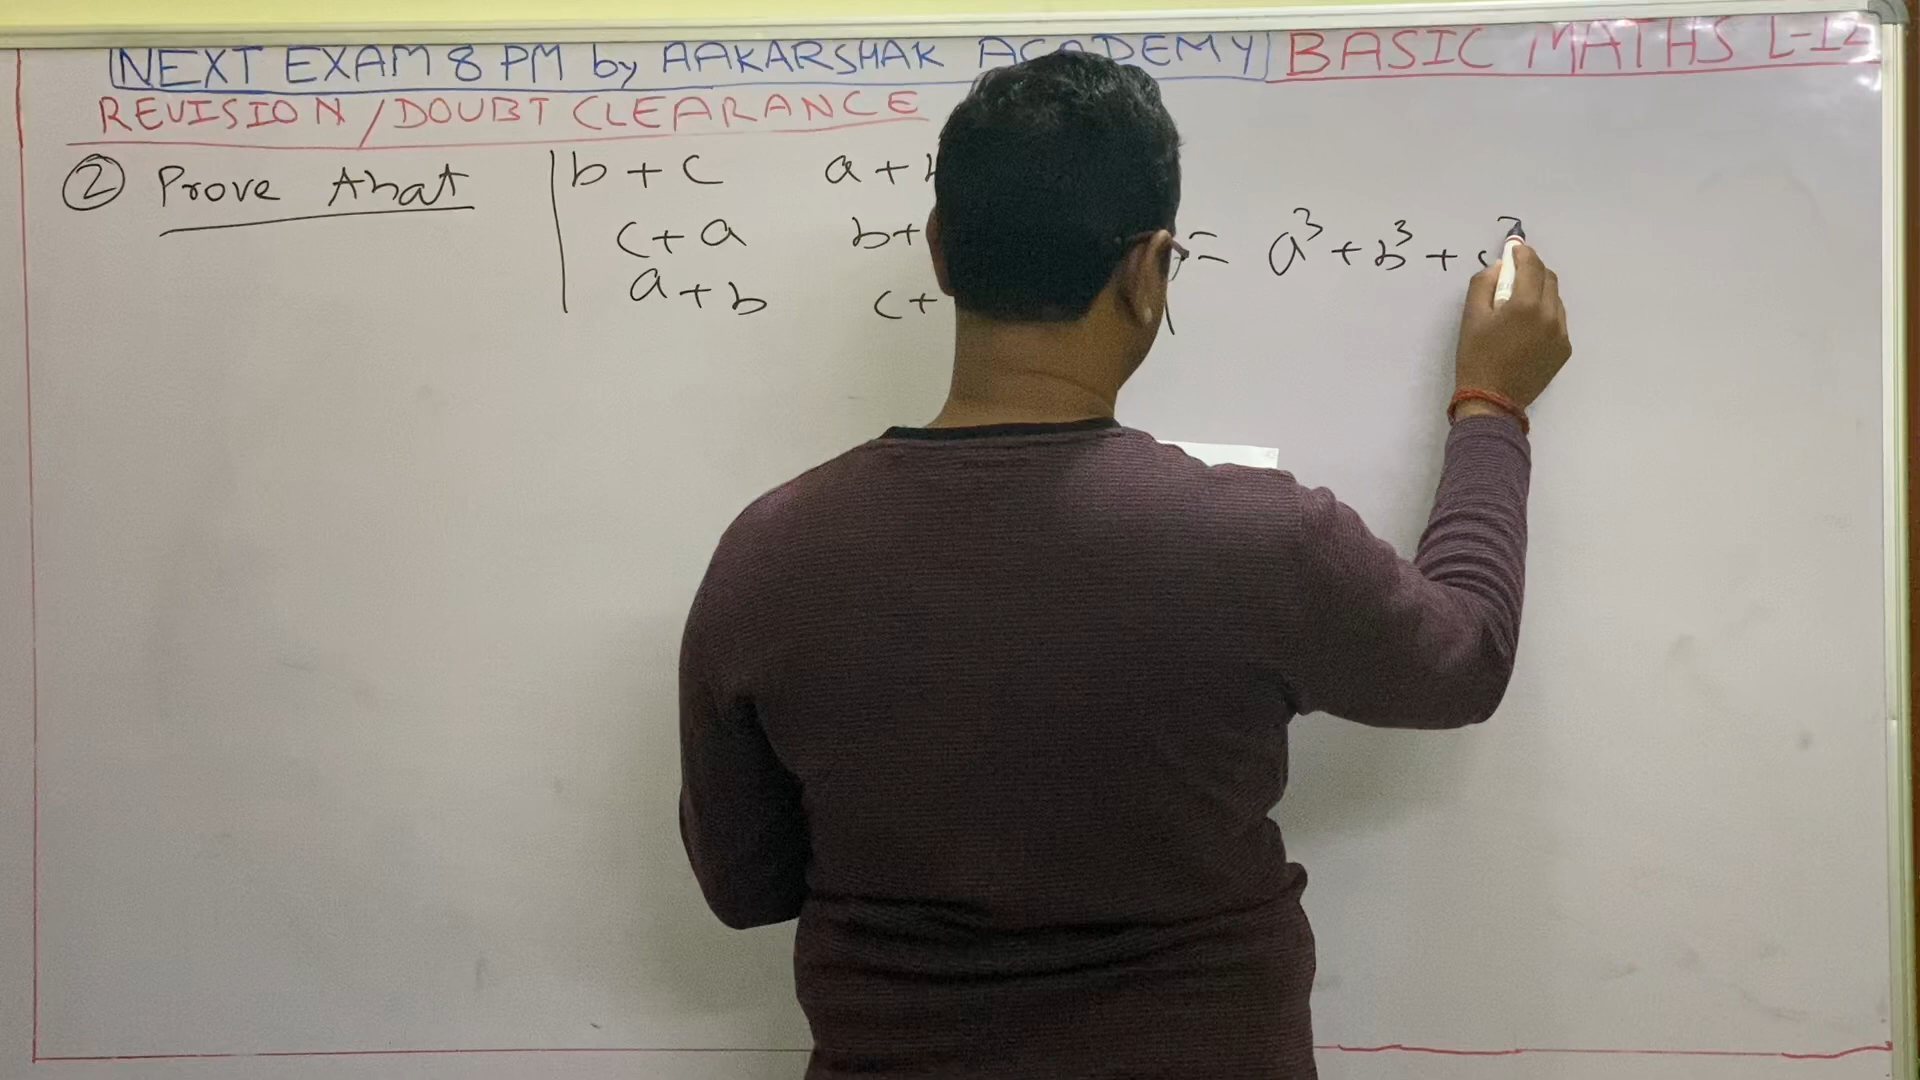 NEXT EXAM 8 PM by AAKARSHAK ACADEMY BASIC MATHS L-12
REVISION / DOUBT CLEARANCE
② Prove that | b + c a +
c + a b + = a³ + b³ +
a + b c +